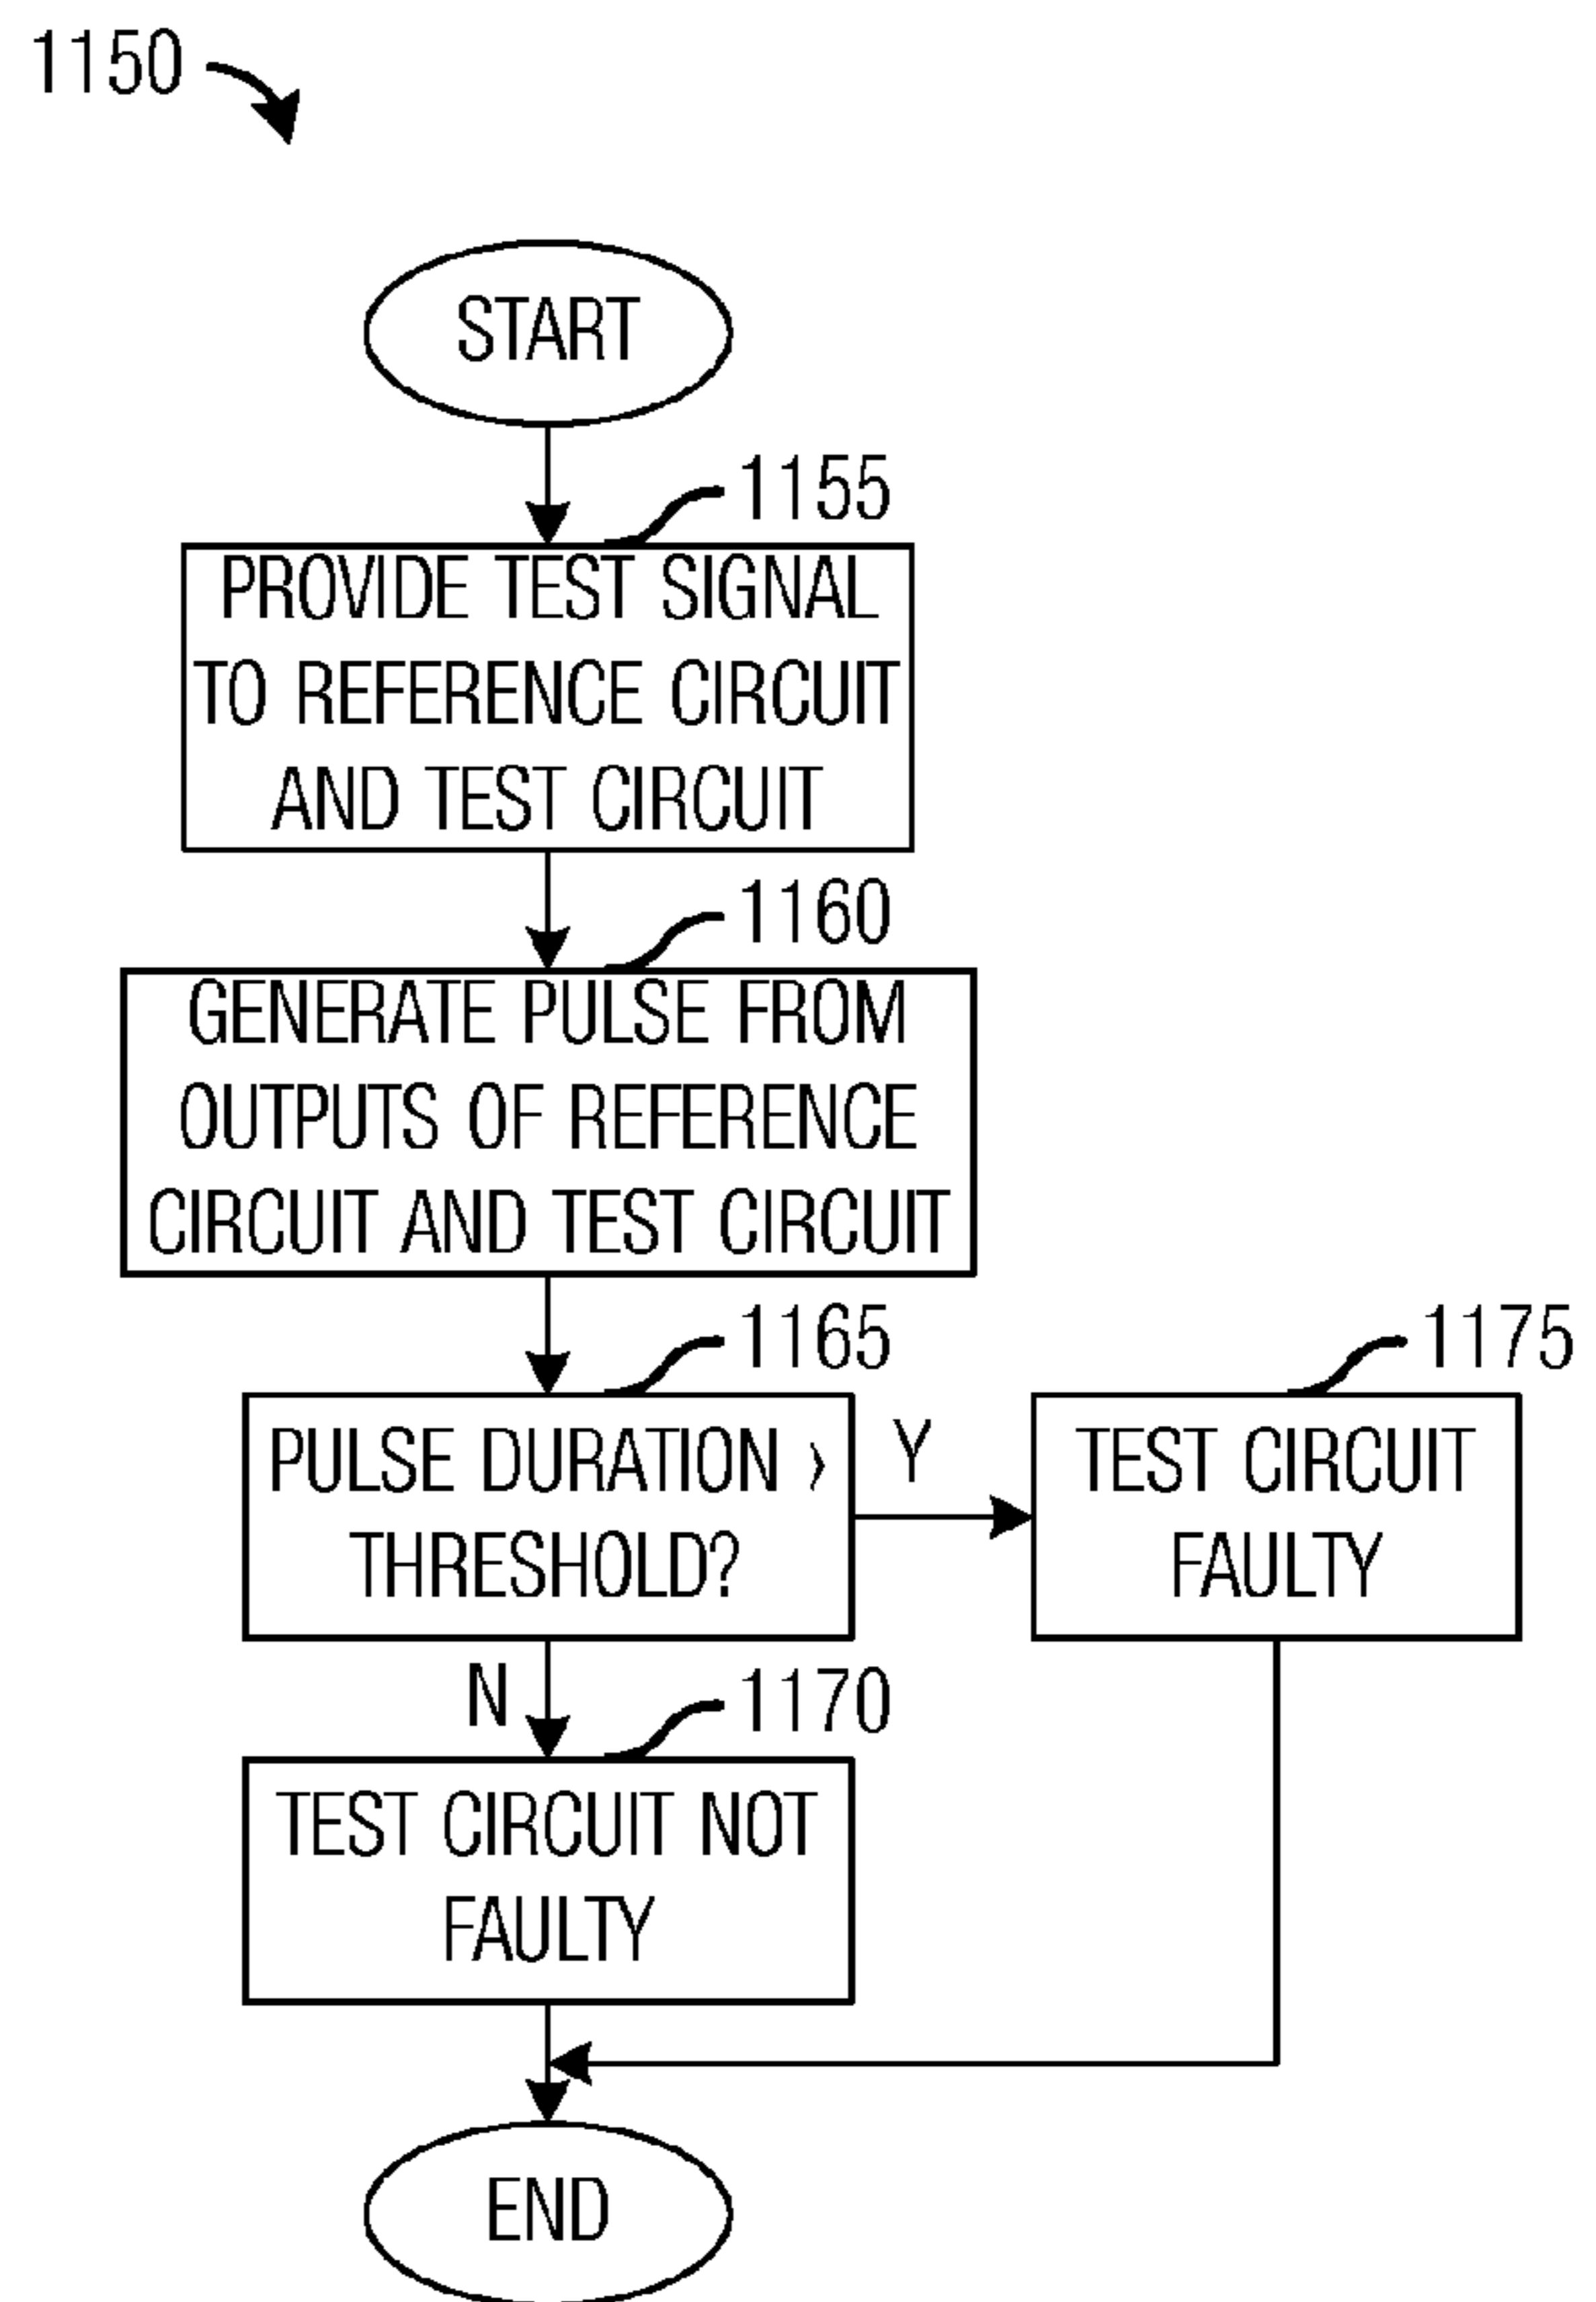 1150
START
1155
PROVIDE TEST SIGNAL
TO REFERENCE CIRCUIT
AND TEST CIRCUIT
1160
GENERATE PULSE FROM
OUTPUTS OF REFERENCE
CIRCUIT AND TEST CIRCUIT
1165
PULSE DURATION >
THRESHOLD?
Y
1175
TEST CIRCUIT
FAULTY
N
1170
TEST CIRCUIT NOT
FAULTY
END